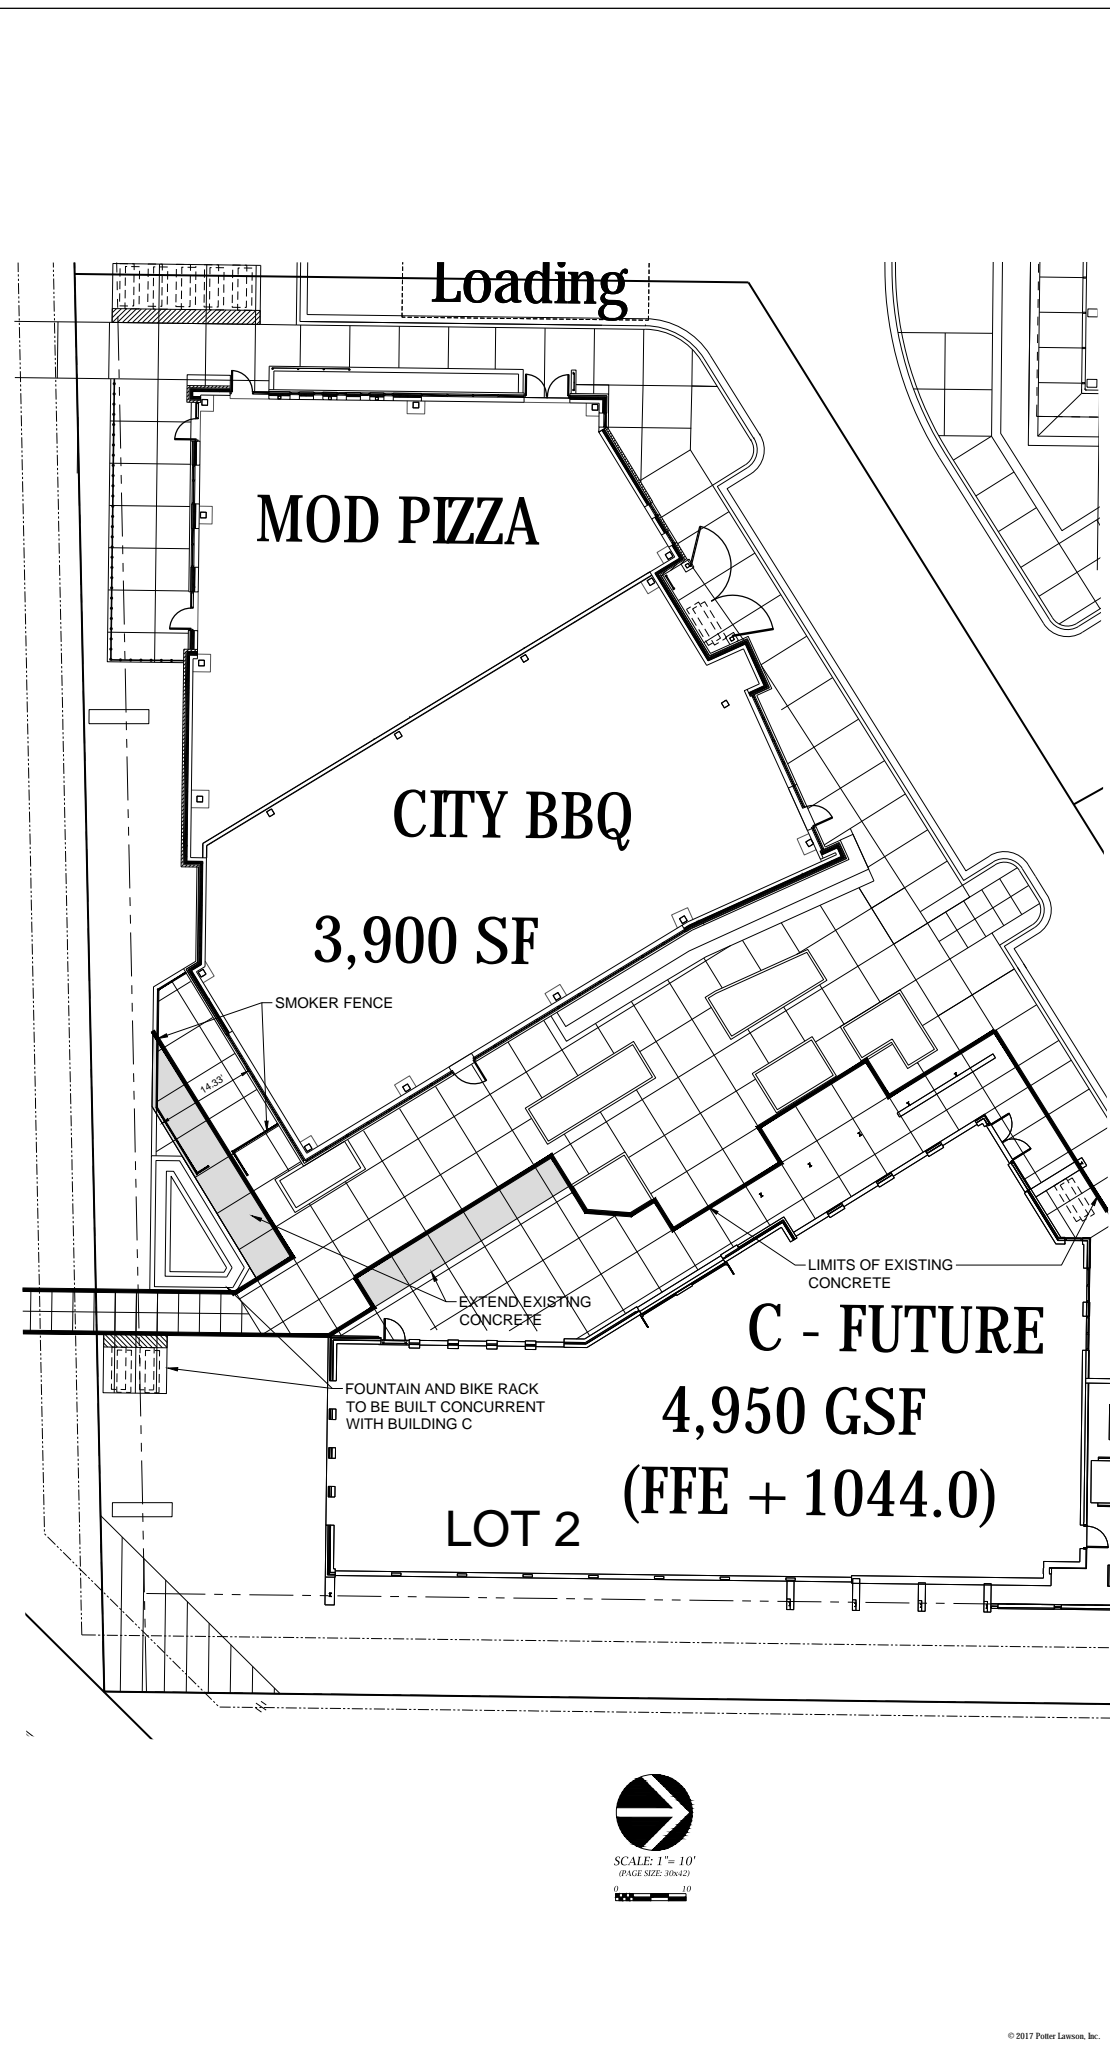 Loading
MOD PIZZA
CITY BBQ
3,900 SF
SMOKER FENCE
14.33'
LIMITS OF EXISTING
CONCRETE
EXTEND EXISTING
CONCRETE
C - FUTURE
4,950 GSF
(FFE + 1044.0)
FOUNTAIN AND BIKE RACK
TO BE BUILT CONCURRENT
WITH BUILDING C
LOT 2
SCALE: 1"= 10'
(PAGE SIZE: 30x42)
0 10
© 2017 Potter Lawson, Inc.